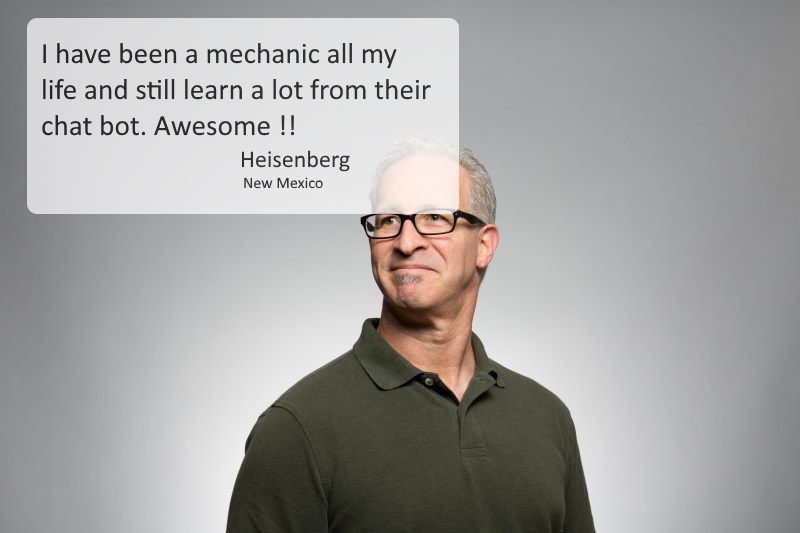 I have been a mechanic all my
life and still learn a lot from their
chat bot. Awesome !!
Heisenberg
New Mexico